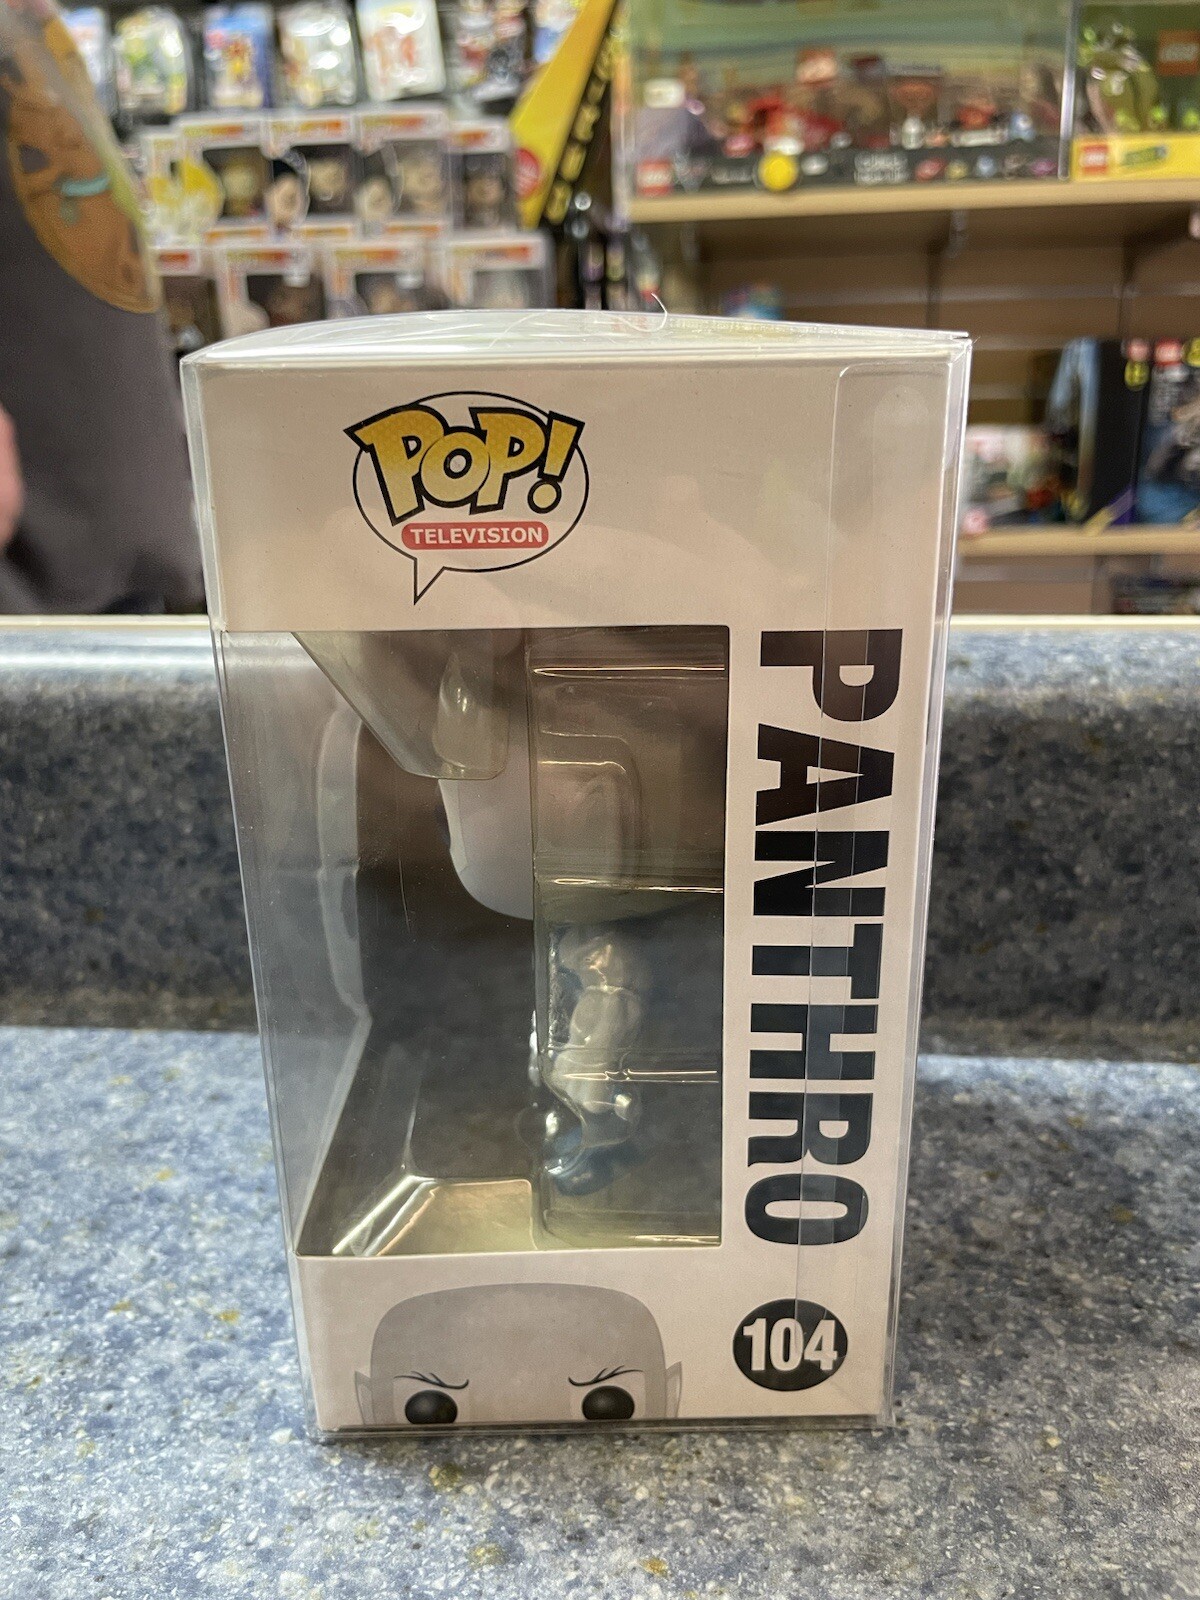 POP!
TELEVISION
PANTHRO
104